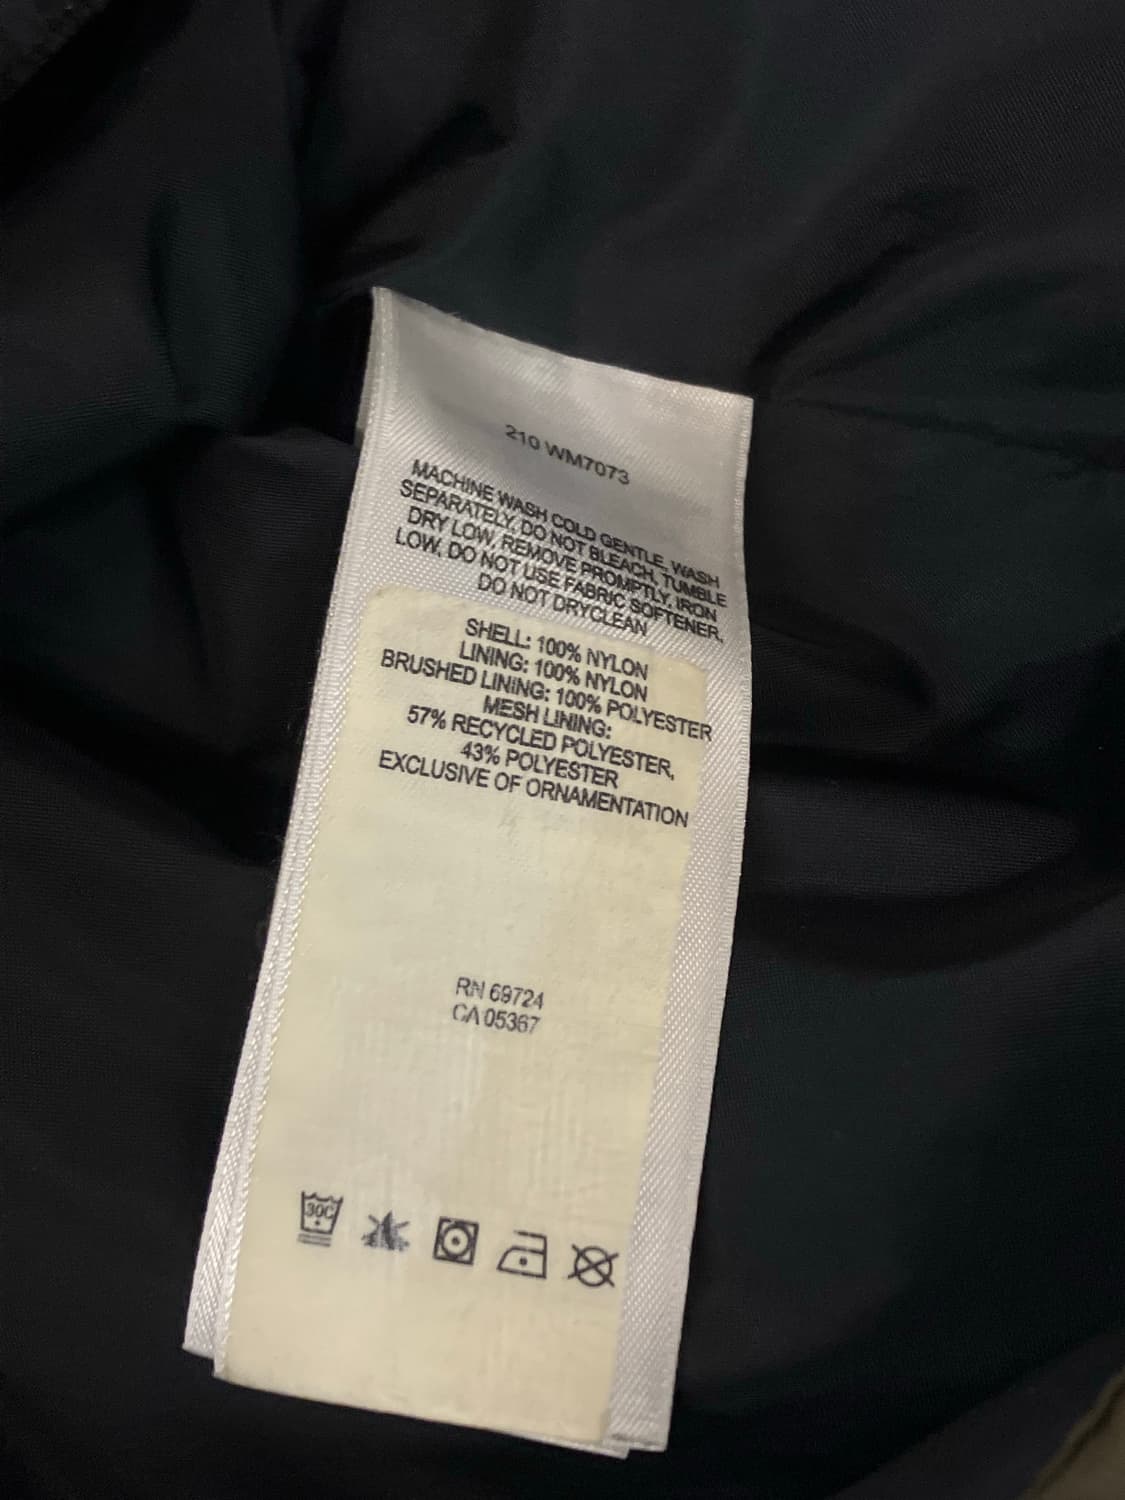 210 WM7073
MACHINE WASH COLD GENTLE, WASH
SEPARATELY, DO NOT BLEACH, TUMBLE
DRY LOW, REMOVE PROMPTLY, IRON
LOW, DO NOT USE FABRIC SOFTENER,
DO NOT DRYCLEAN
SHELL: 100% NYLON
LINING: 100% NYLON
BRUSHED LINING: 100% POLYESTER
MESH LINING:
57% RECYCLED POLYESTER,
43% POLYESTER
EXCLUSIVE OF ORNAMENTATION
RN 69724
CA 05367
30C